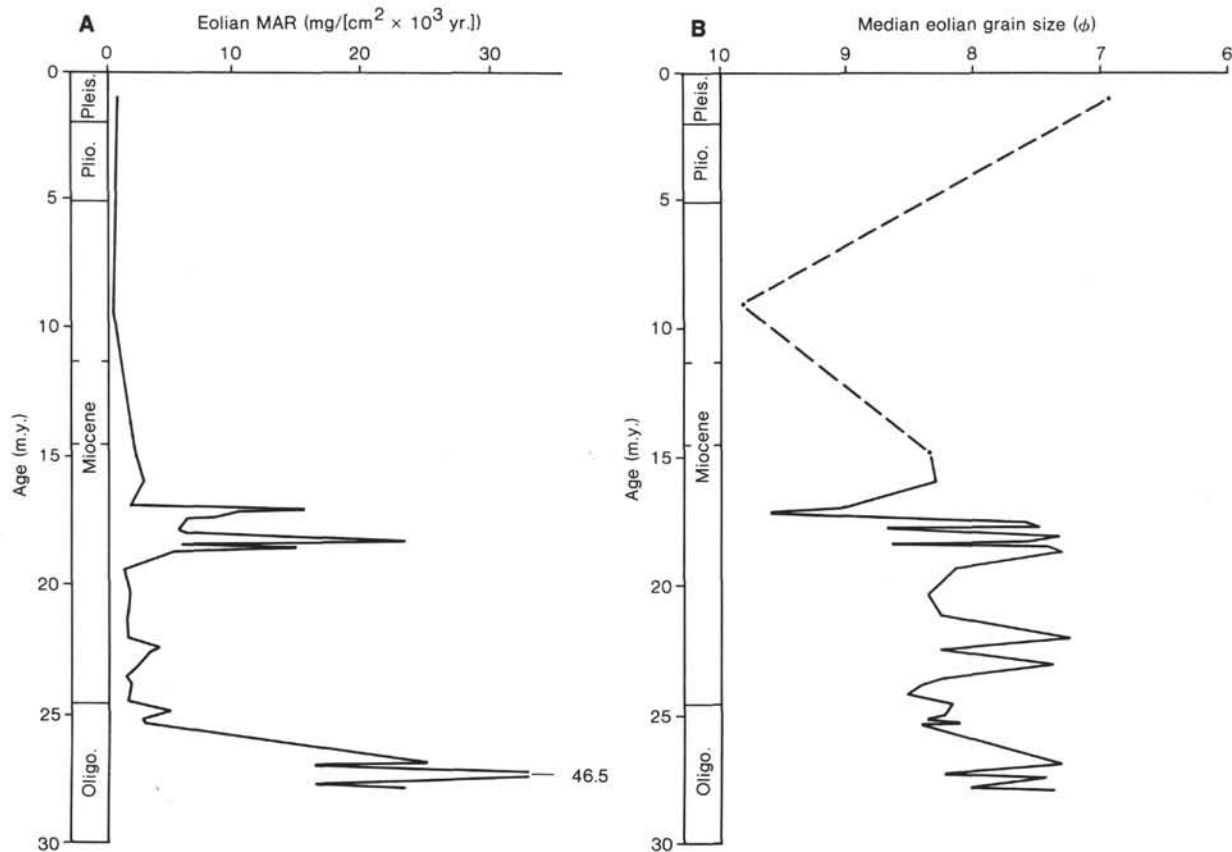 A
Eolian MAR (mg/[cm² × 10³ yr.])
0 10 20 30
0
5
10
15
20
25
30
Age (m.y.)
Pleis.
Plio.
Miocene
Oligo.
46.5
B
Median eolian grain size (ϕ)
10 9 8 7 6
0
5
10
15
20
25
30
Age (m.y.)
Pleis.
Plio.
Miocene
Oligo.